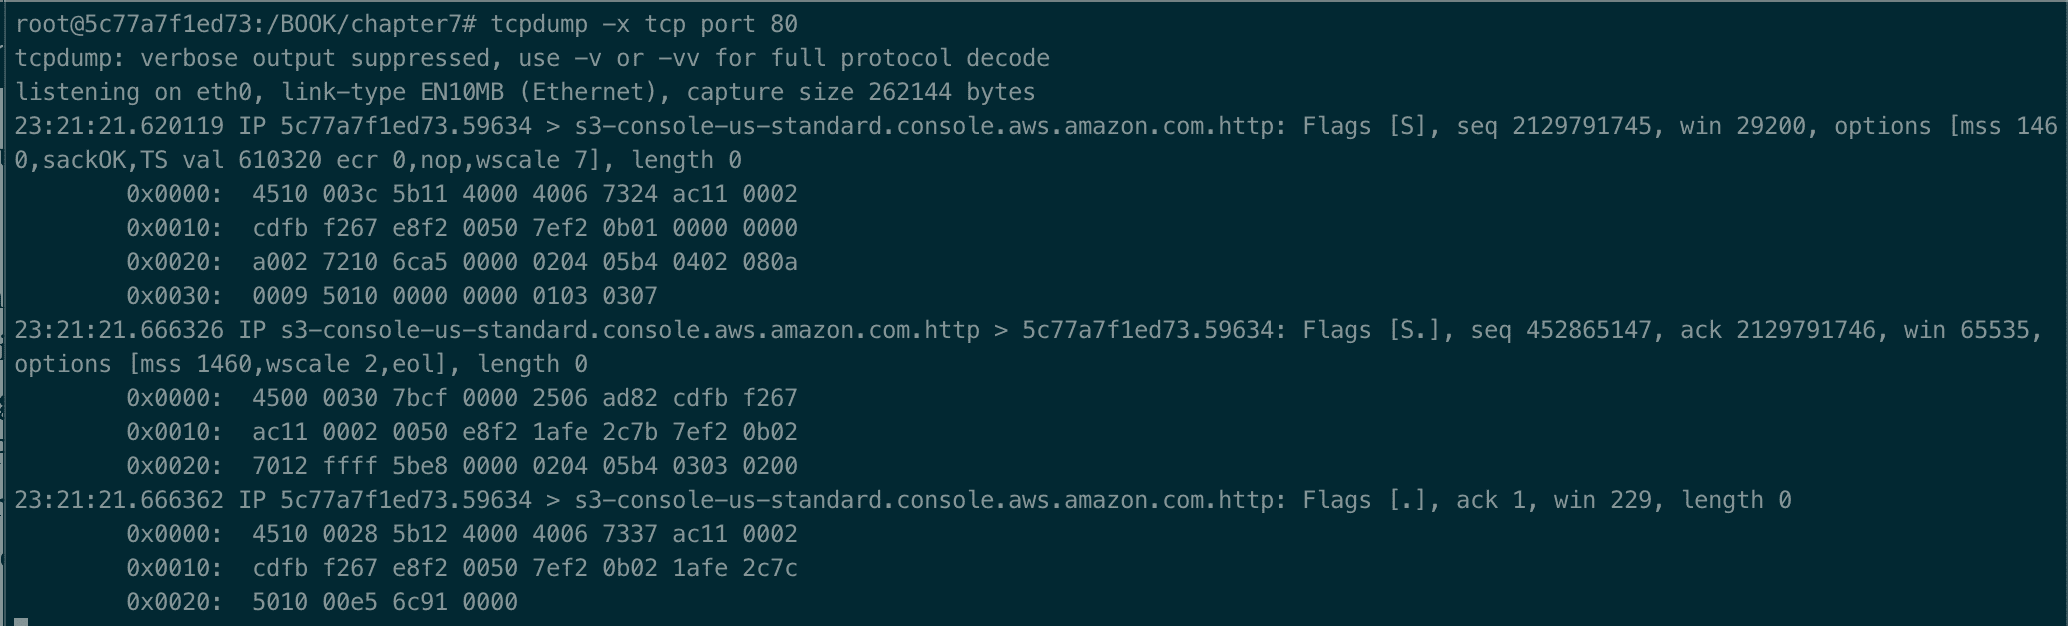 root@5c77a7f1ed73:/BOOK/chapter7# tcpdump -x tcp port 80
tcpdump: verbose output suppressed, use -v or -vv for full protocol decode
listening on eth0, link-type EN10MB (Ethernet), capture size 262144 bytes
23:21:21.620119 IP 5c77a7f1ed73.59634 > s3-console-us-standard.console.aws.amazon.com.http: Flags [S], seq 2129791745, win 29200, options [mss 146
0,sackOK,TS val 610320 ecr 0,nop,wscale 7], length 0
        0x0000:  4510 003c 5b11 4000 4006 7324 ac11 0002
        0x0010:  cdfb f267 e8f2 0050 7ef2 0b01 0000 0000
        0x0020:  a002 7210 6ca5 0000 0204 05b4 0402 080a
        0x0030:  0009 5010 0000 0000 0103 0307
23:21:21.666326 IP s3-console-us-standard.console.aws.amazon.com.http > 5c77a7f1ed73.59634: Flags [S.], seq 452865147, ack 2129791746, win 65535,
options [mss 1460,wscale 2,eol], length 0
        0x0000:  4500 0030 7bcf 0000 2506 ad82 cdfb f267
        0x0010:  ac11 0002 0050 e8f2 1afe 2c7b 7ef2 0b02
        0x0020:  7012 ffff 5be8 0000 0204 05b4 0303 0200
23:21:21.666362 IP 5c77a7f1ed73.59634 > s3-console-us-standard.console.aws.amazon.com.http: Flags [.], ack 1, win 229, length 0
        0x0000:  4510 0028 5b12 4000 4006 7337 ac11 0002
        0x0010:  cdfb f267 e8f2 0050 7ef2 0b02 1afe 2c7c
        0x0020:  5010 00e5 6c91 0000